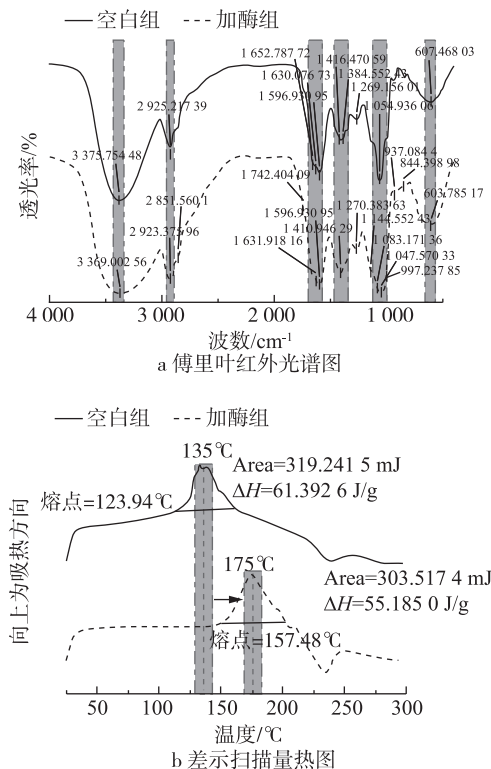 空白组 加酶组
1 652.787 72
1 630.076 73
1 596.930 95
1 416.470 59
1 384.552 43
1 269.156 01
1 054.936 06
607.468 03
2 925.217 39
3 375.754 48
937.084 4
844.398 98
603.785 17
1 742.404 09
2 851.560 1
1 596.930 95
1 270.383 63
1 144.552 43
1 410.946 29
2 923.375 96
1 631.918 16
1 083.171 36
1 047.570 33
997.237 85
3 369.002 56
透光率/%
4 000 3 000 2 000 1 000
波数/cm⁻¹
a 傅里叶红外光谱图
空白组 加酶组
135℃
Area=319.241 5 mJ
ΔH=61.392 6 J/g
熔点=123.94℃
175℃
Area=303.517 4 mJ
ΔH=55.185 0 J/g
熔点=157.48℃
向上为吸热方向
50 100 150 200 250 300
温度/℃
b 差示扫描量热图